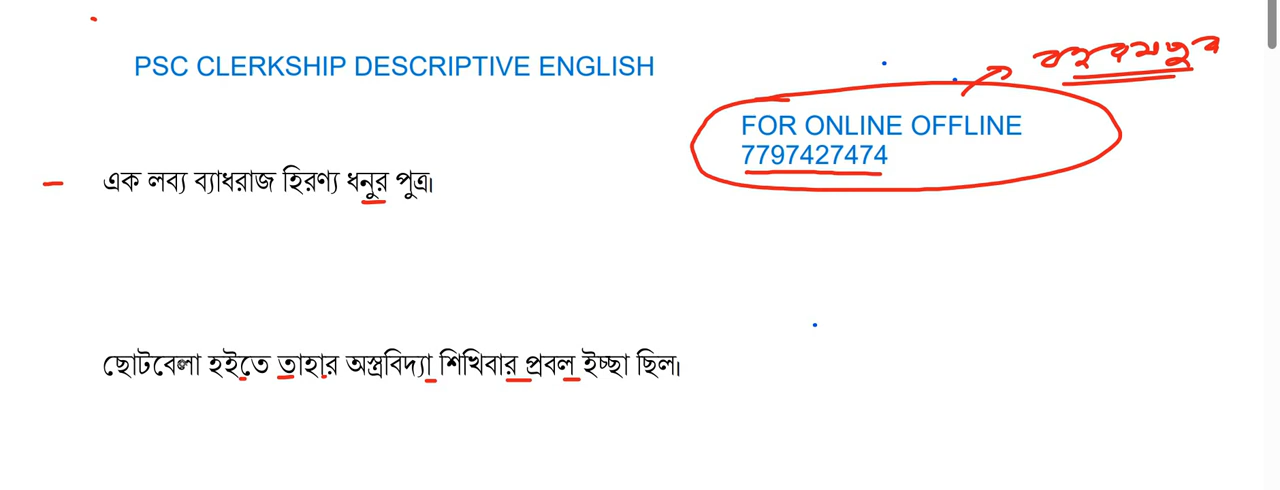 PSC CLERKSHIP DESCRIPTIVE ENGLISH
বহরমপুর
FOR ONLINE OFFLINE
7797427474
এক লব্য ব্যাধরাজ হিরণ্য ধনুর পুত্র।
ছোটবেলা হইতে তাহার অস্ত্রবিদ্যা শিখিবার প্রবল ইচ্ছা ছিল।